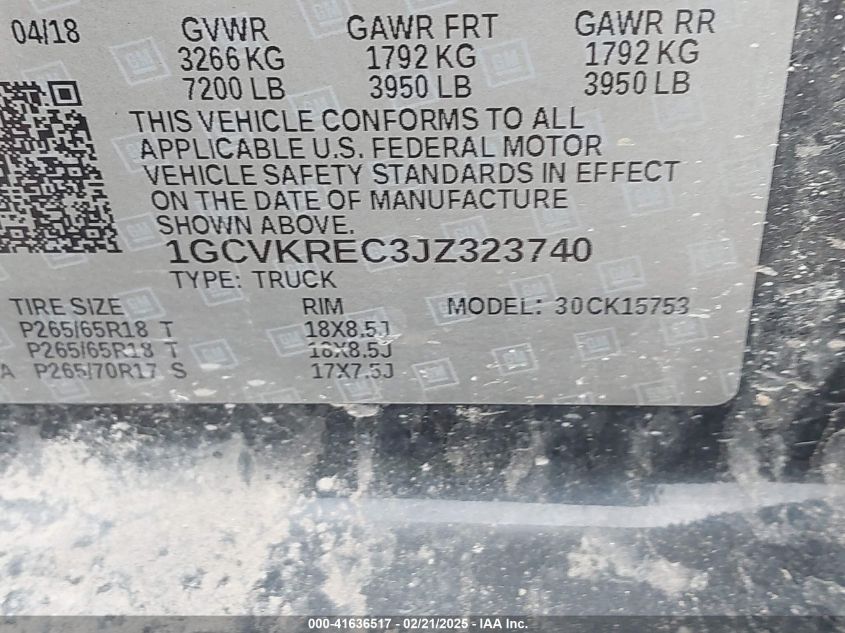 04/18 GVWR GAWR FRT GAWR RR
3266 KG 1792 KG 1792 KG
7200 LB 3950 LB 3950 LB
THIS VEHICLE CONFORMS TO ALL
APPLICABLE U.S. FEDERAL MOTOR
VEHICLE SAFETY STANDARDS IN EFFECT
ON THE DATE OF MANUFACTURE
SHOWN ABOVE.
1GCVKREC3JZ323740
TYPE: TRUCK
TIRE SIZE RIM MODEL: 30CK15753
P265/65R18 T 18X8.5J
P265/65R18 T 18X8.5J
A P265/70R17 S 17X7.5J
000-41636517 — 02/21/2025 — IAA Inc.